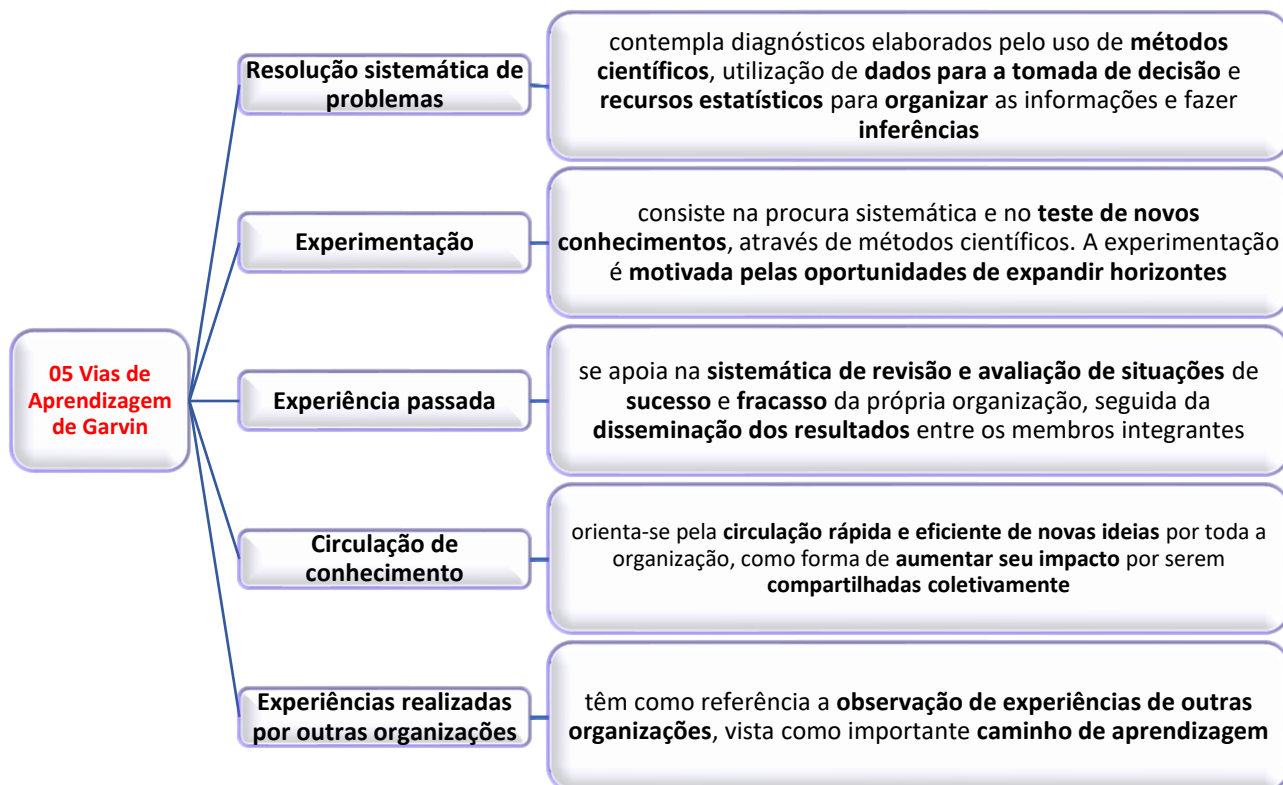 contempla diagnósticos elaborados pelo uso de métodos
científicos, utilização de dados para a tomada de decisão e
recursos estatísticos para organizar as informações e fazer
inferências
Resolução sistemática de
problemas
consiste na procura sistemática e no teste de novos
conhecimentos, através de métodos científicos. A experimentação
é motivada pelas oportunidades de expandir horizontes
Experimentação
05 Vias de
Aprendizagem
de Garvin
se apoia na sistemática de revisão e avaliação de situações de
sucesso e fracasso da própria organização, seguida da
disseminação dos resultados entre os membros integrantes
Experiência passada
orienta-se pela circulação rápida e eficiente de novas ideias por toda a
organização, como forma de aumentar seu impacto por serem
compartilhadas coletivamente
Circulação de
conhecimento
Experiências realizadas
por outras organizações
têm como referência a observação de experiências de outras
organizações, vista como importante caminho de aprendizagem